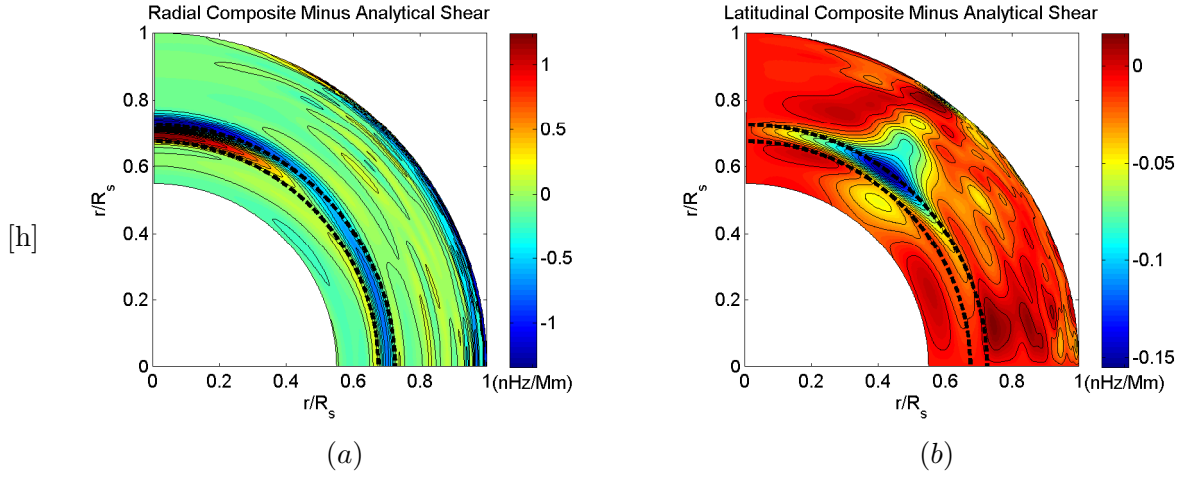 Radial Composite Minus Analytical Shear
1
0.8
0.6
0.4
0.2
0
r/Rs
0 0.2 0.4 0.6 0.8 1
r/Rs
1
0.5
0
-0.5
-1
(nHz/Mm)
(a)
[h]
Latitudinal Composite Minus Analytical Shear
1
0.8
0.6
0.4
0.2
0
r/Rs
0 0.2 0.4 0.6 0.8 1
r/Rs
0
-0.05
-0.1
-0.15
(nHz/Mm)
(b)